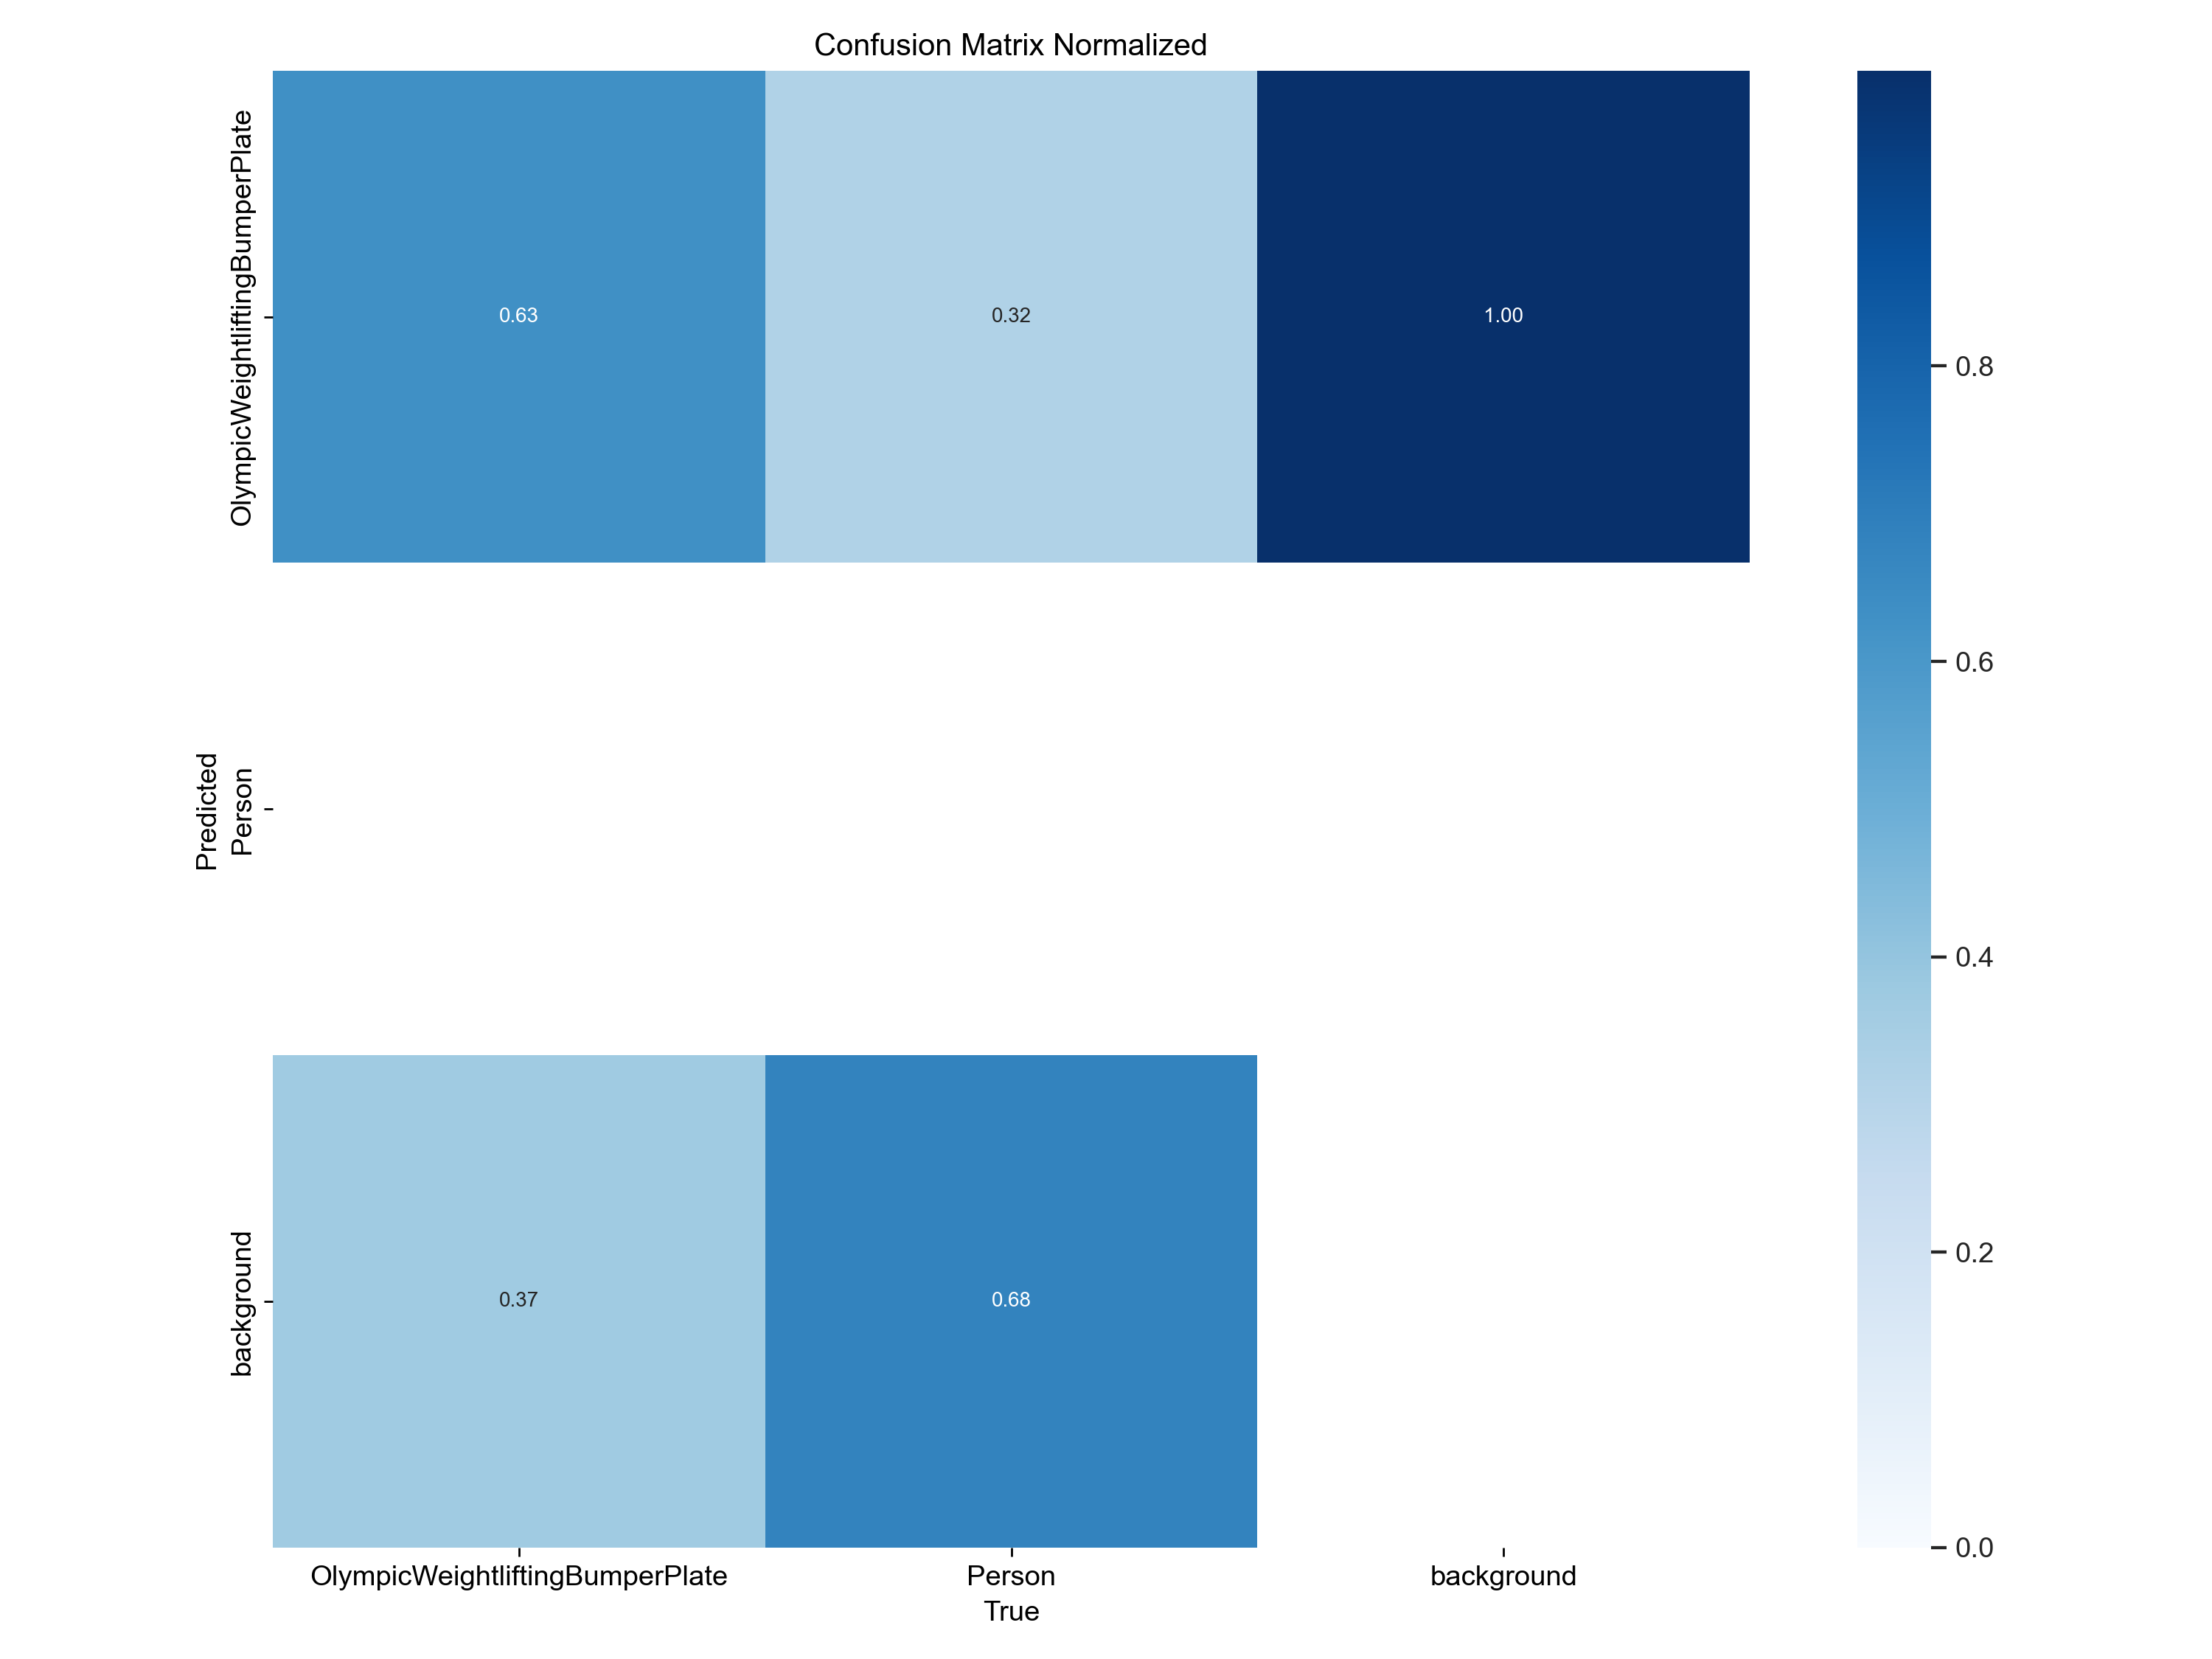 Confusion Matrix Normalized
OlympicWeightliftingBumperPlate
0.63
0.32
1.00
Predicted
Person
background
0.37
0.68
OlympicWeightliftingBumperPlate
Person
background
True
0.8
0.6
0.4
0.2
0.0